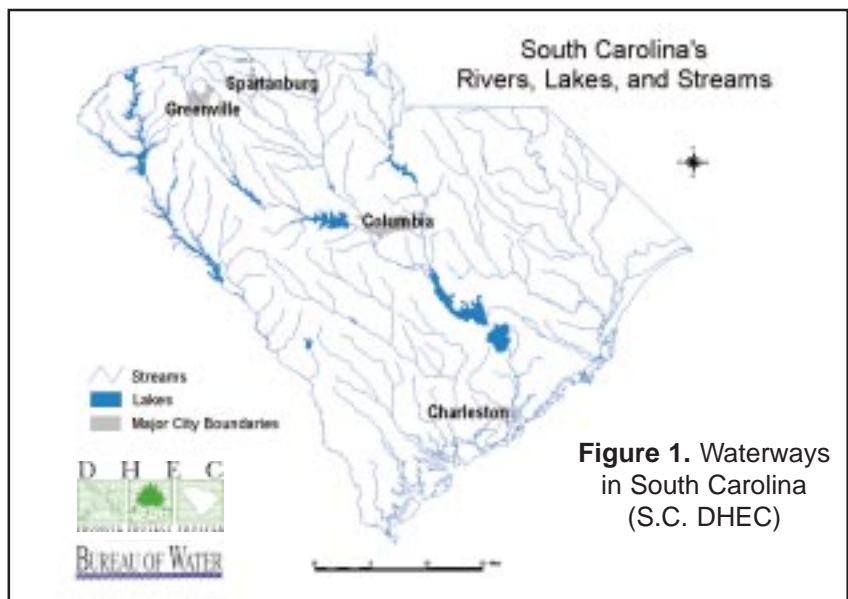 South Carolina's
Rivers, Lakes, and Streams
Spartanburg
Greenville
Columbia
Charleston
Streams
Lakes
Major City Boundaries
Figure 1. Waterways
in South Carolina
(S.C. DHEC)
D H E C
BUREAU OF WATER